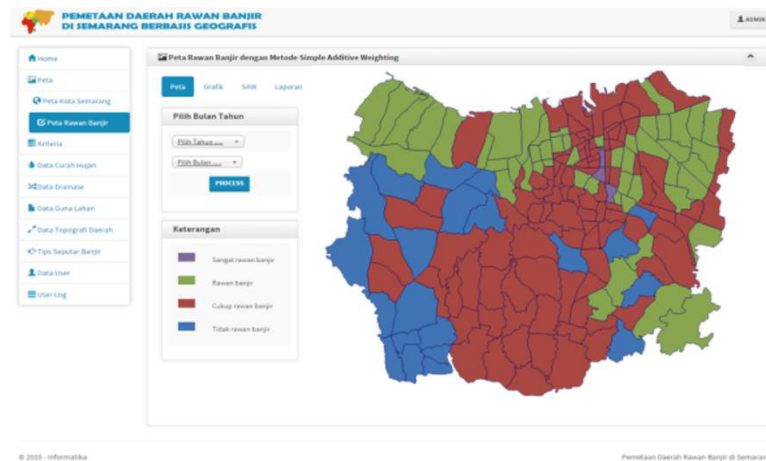 PEMETAAN DAERAH RAWAN BANJIR
DI SEMARANG BERBASIS GEOGRAFIS
ADMIN
Home
Peta
Peta Kota Semarang
Peta Rawan Banjir
Kriteria
Data Curah Hujan
Data Drainase
Data Guna Lahan
Data Topografi Daerah
Tips Seputar Banjir
Data User
User Log
Peta Rawan Banjir dengan Metode Simple Additive Weighting
Peta Grafik SAW Laporan
Pilih Bulan Tahun
Pilih Tahun .....
Pilih Bulan .....
PROCESS
Keterangan
Sangat rawan banjir
Rawan banjir
Cukup rawan banjir
Tidak rawan banjir
© 2015 - Informatika
Pemetaan Daerah Rawan Banjir di Semaran